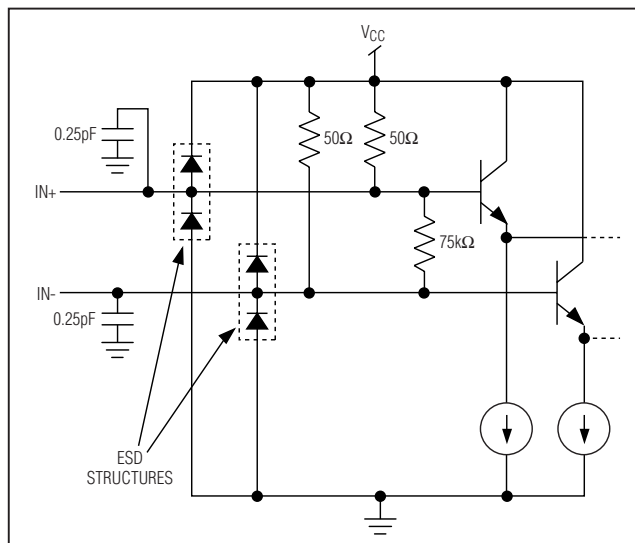 VCC
0.25pF
50Ω
50Ω
IN+
75kΩ
IN-
0.25pF
ESD
STRUCTURES